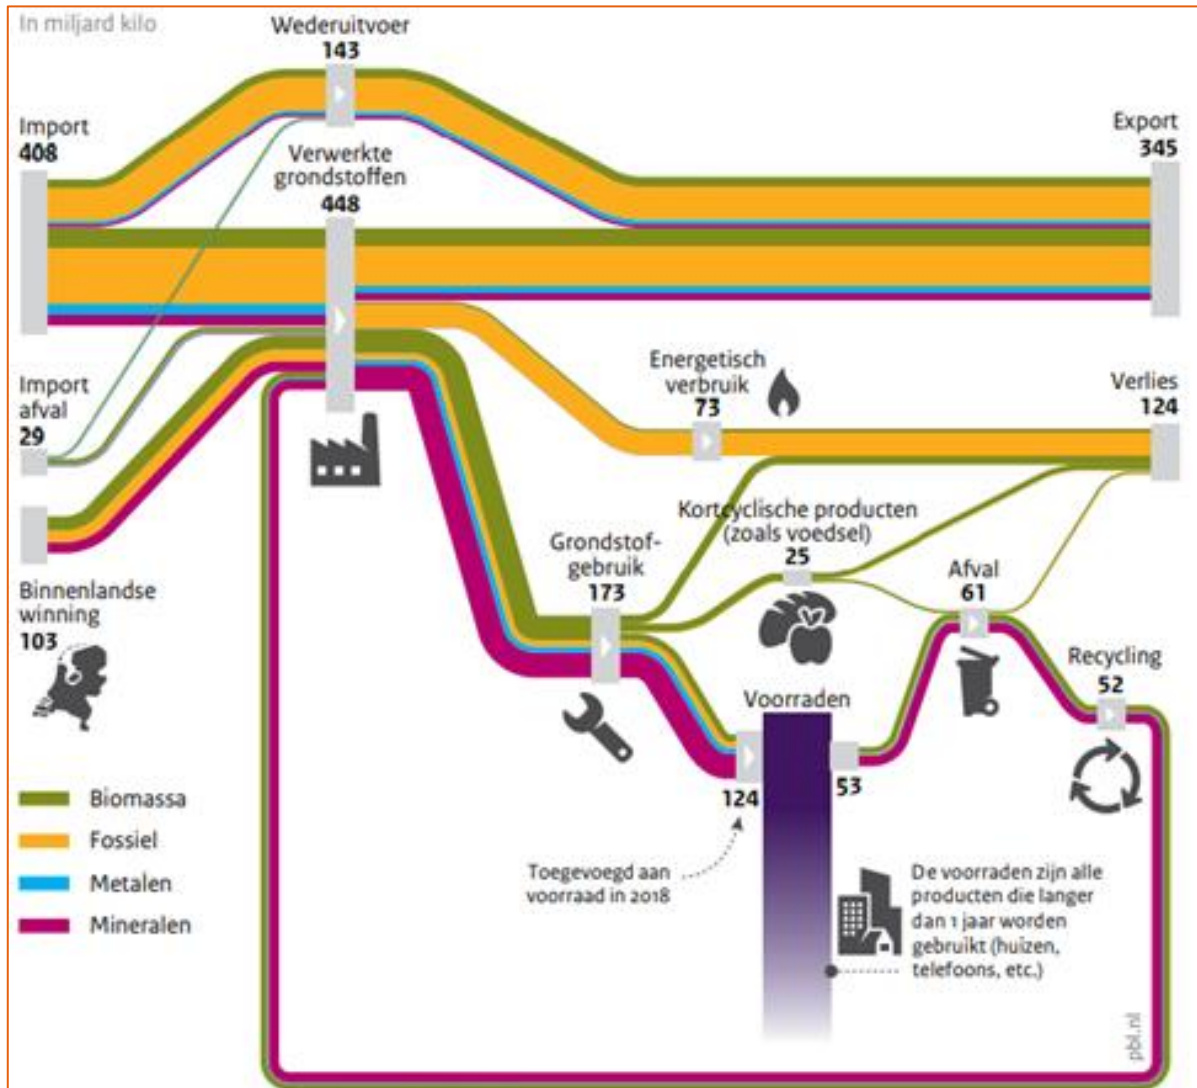 In miljard kilo
Wederuitvoer
143
Import
408
Verwerkte
grondstoffen
448
Export
345
Import
afval
29
Energetisch
verbruik
73
Verlies
124
Kortcyclische producten
(zoals voedsel)
25
Grondstof-
gebruik
173
Afval
61
Binnenlandse
winning
103
Recycling
52
Voorraden
124
53
Biomassa
Fossiel
Metalen
Mineralen
Toegevoegd aan
voorraad in 2018
De voorraden zijn alle
producten die langer
dan 1 jaar worden
gebruikt (huizen,
telefoons, etc.)
pbl.nl